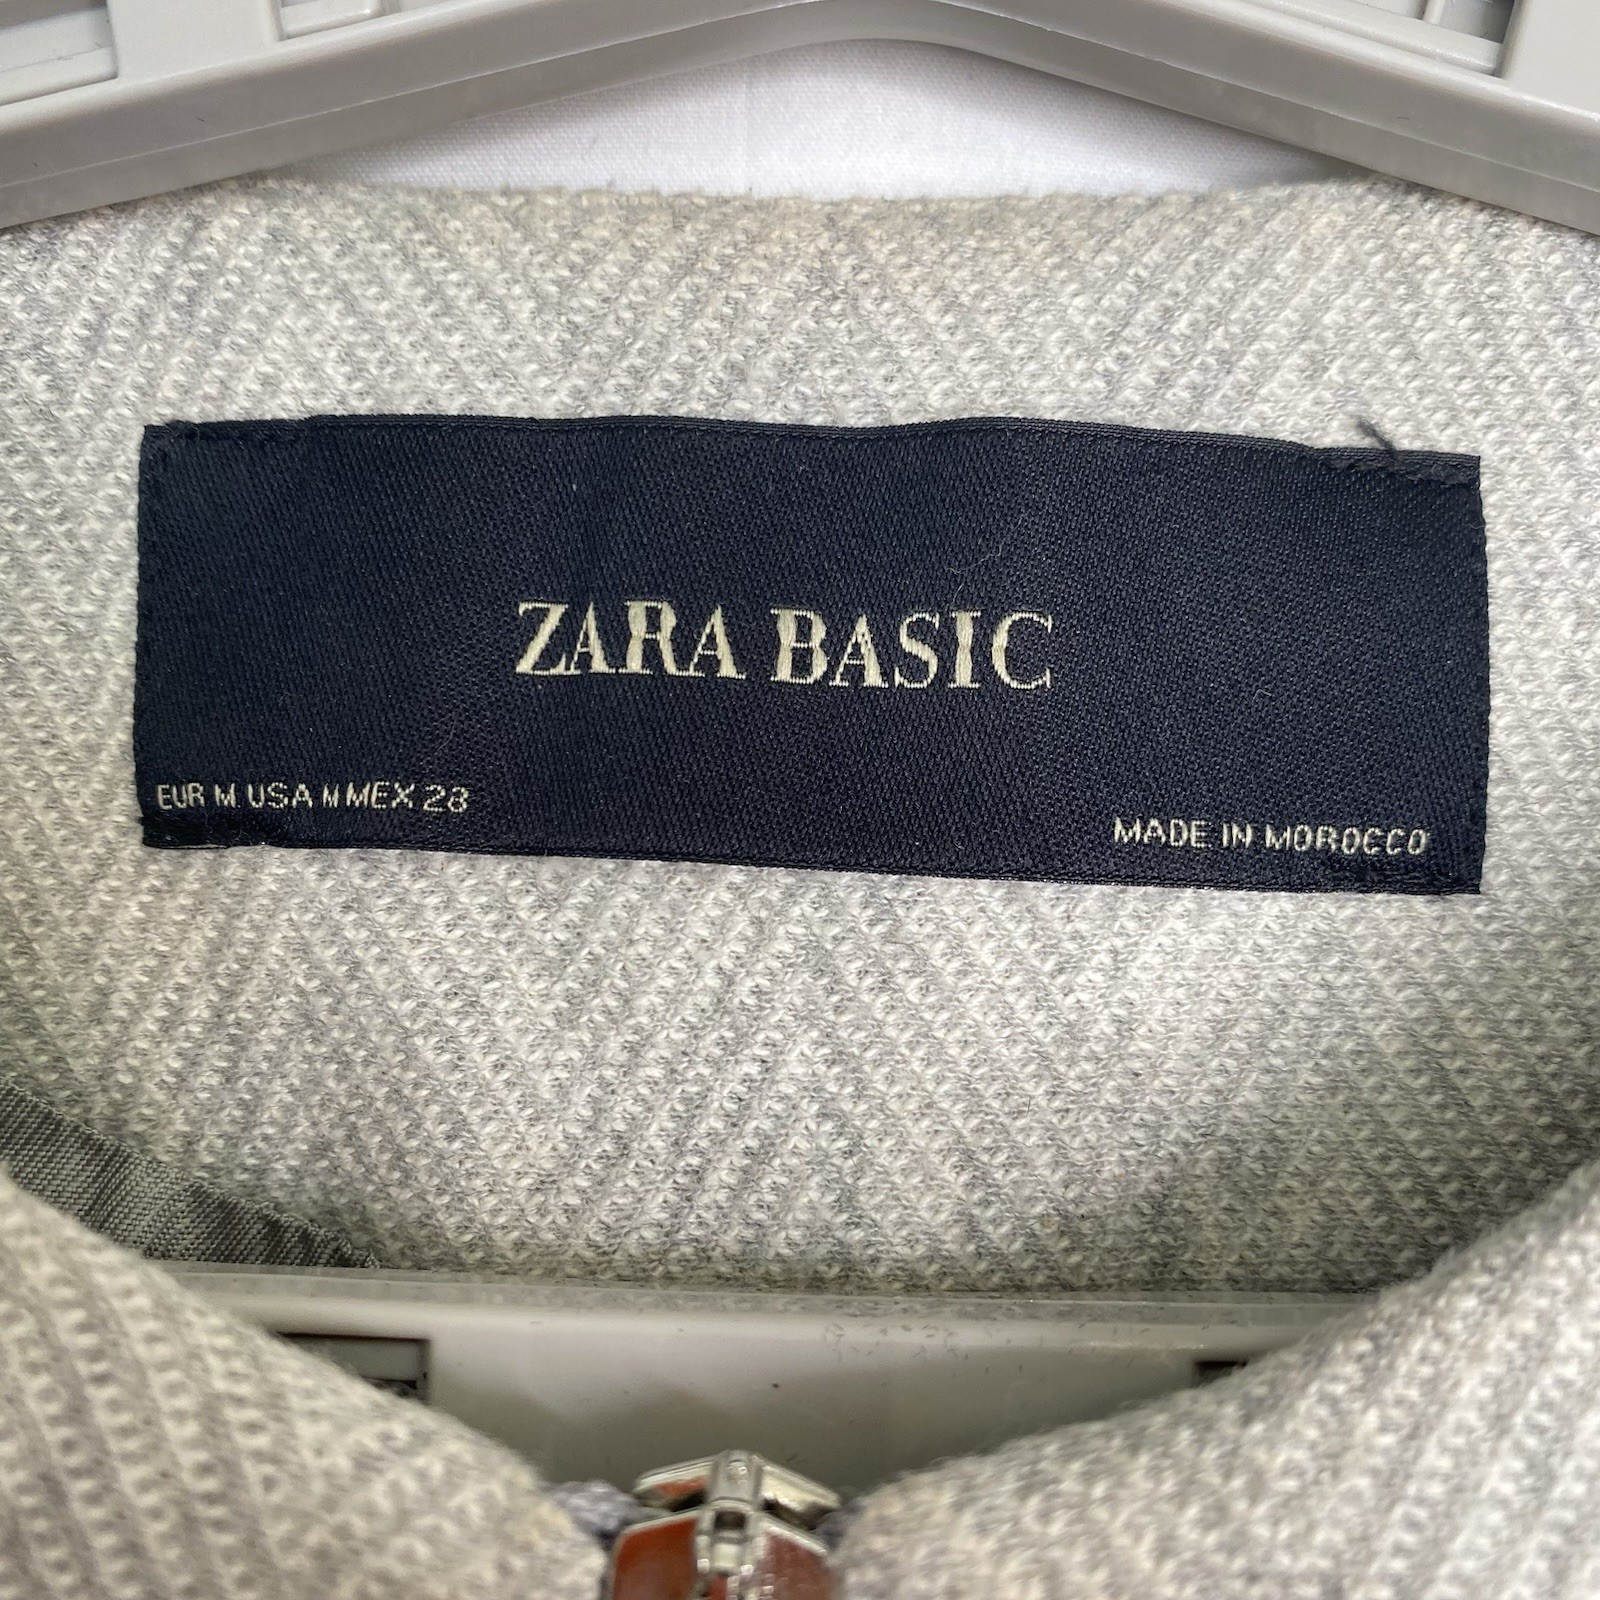 ZARA BASIC
EUR M USA M MEX 28
MADE IN MOROCCO